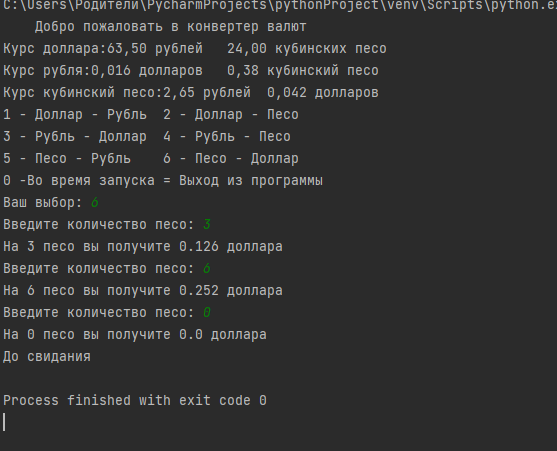 C:\Users\Родители\PycharmProjects\pythonProject\venv\Scripts\python.e
Добро пожаловать в конвертер валют
Курс доллара:63,50 рублей 24,00 кубинских песо
Курс рубля:0,016 долларов 0,38 кубинский песо
Курс кубинский песо:2,65 рублей 0,042 долларов
1 - Доллар - Рубль 2 - Доллар - Песо
3 - Рубль - Доллар 4 - Рубль - Песо
5 - Песо - Рубль 6 - Песо - Доллар
0 -Во время запуска = Выход из программы
Ваш выбор: 6
Введите количество песо: 3
На 3 песо вы получите 0.126 доллара
Введите количество песо: 6
На 6 песо вы получите 0.252 доллара
Введите количество песо: 0
На 0 песо вы получите 0.0 доллара
До свидания
Process finished with exit code 0